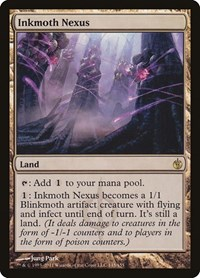 Inkmoth Nexus
Land
: Add 1 to your mana pool.
1: Inkmoth Nexus becomes a 1/1
Blinkmoth artifact creature with flying
and infect until end of turn. It's still a
land. (It deals damage to creatures in
the form of -1/-1 counters and to players
in the form of poison counters.)
Jung Park